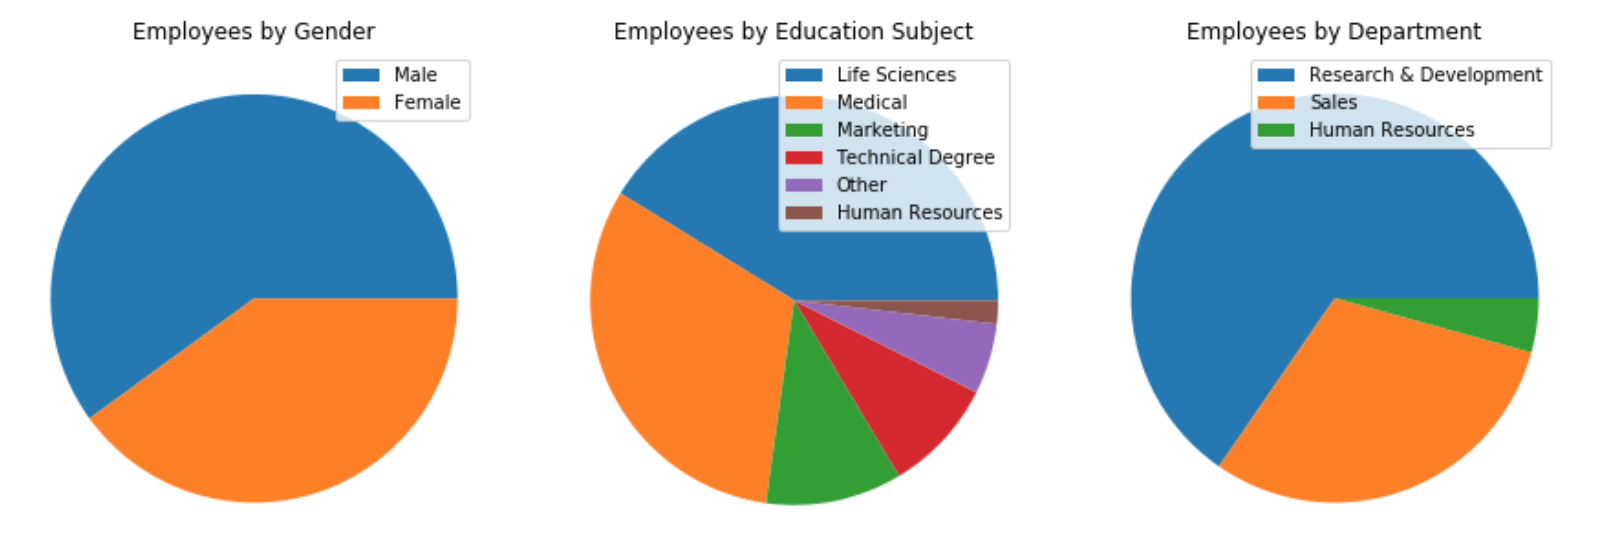 Employees by Gender
Male
Female
Employees by Education Subject
Life Sciences
Medical
Marketing
Technical Degree
Other
Human Resources
Employees by Department
Research & Development
Sales
Human Resources